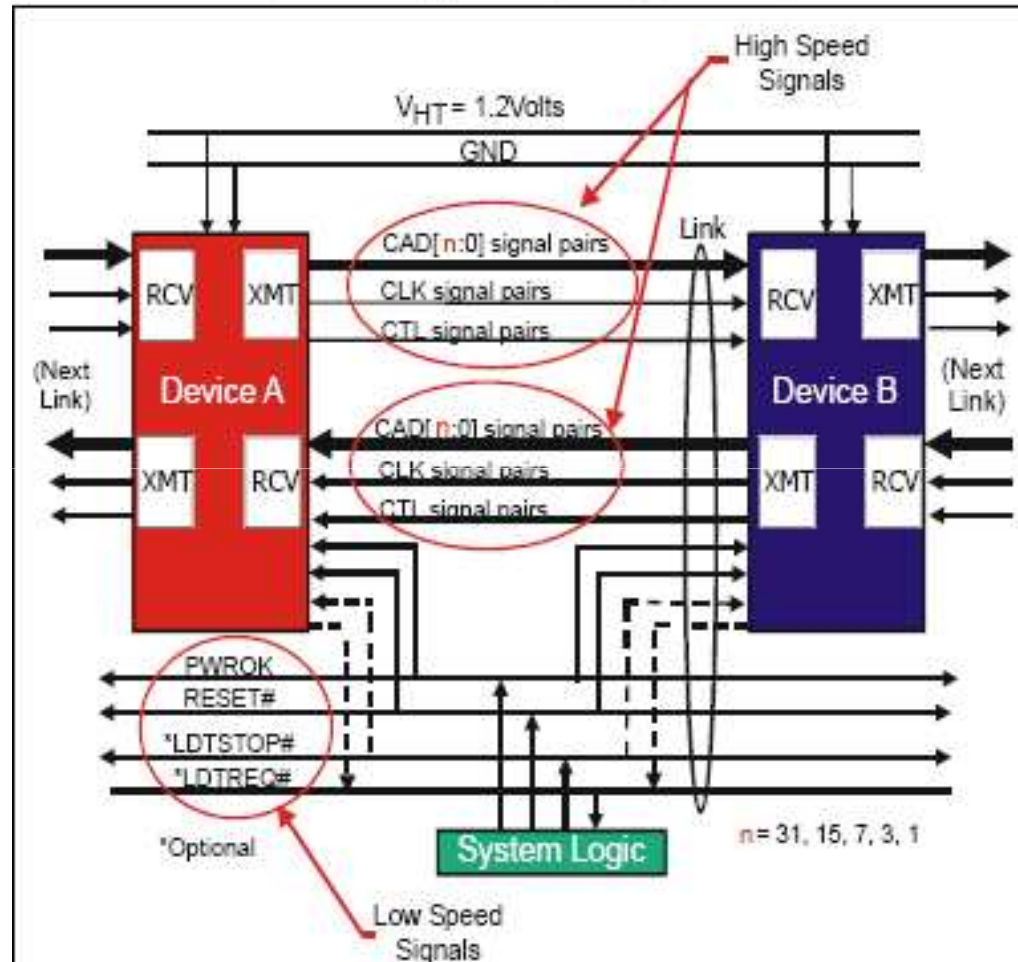 High Speed
Signals
VHT = 1.2Volts
GND
CAD[n:0] signal pairs
Link
CLK signal pairs
CTL signal pairs
RCV
XMT
RCV
XMT
(Next
Link)
Device A
Device B
(Next
Link)
CAD[n:0] signal pairs
CLK signal pairs
CTL signal pairs
XMT
RCV
XMT
RCV
PWROK
RESET#
*LDTSTOP#
*LDTREQ#
*Optional
System Logic
n = 31, 15, 7, 3, 1
Low Speed
Signals